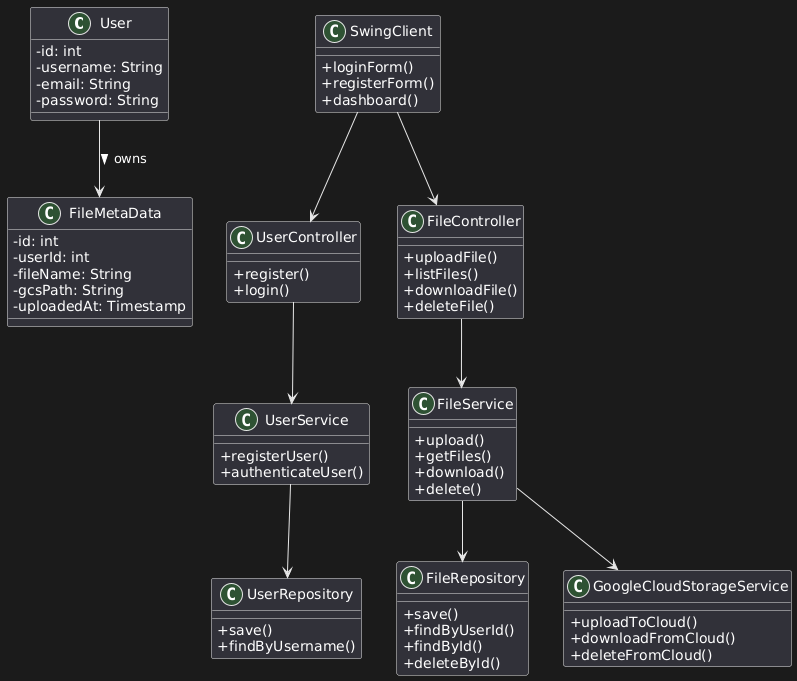 C User
-id: int
-username: String
-email: String
-password: String
owns
C FileMetaData
-id: int
-userId: int
-fileName: String
-gcsPath: String
-uploadedAt: Timestamp
C SwingClient
+loginForm()
+registerForm()
+dashboard()
C UserController
+register()
+login()
C FileController
+uploadFile()
+listFiles()
+downloadFile()
+deleteFile()
C UserService
+registerUser()
+authenticateUser()
C FileService
+upload()
+getFiles()
+download()
+delete()
C UserRepository
+save()
+findByUsername()
C FileRepository
+save()
+findByUserId()
+findById()
+deleteById()
C GoogleCloudStorageService
+uploadToCloud()
+downloadFromCloud()
+deleteFromCloud()